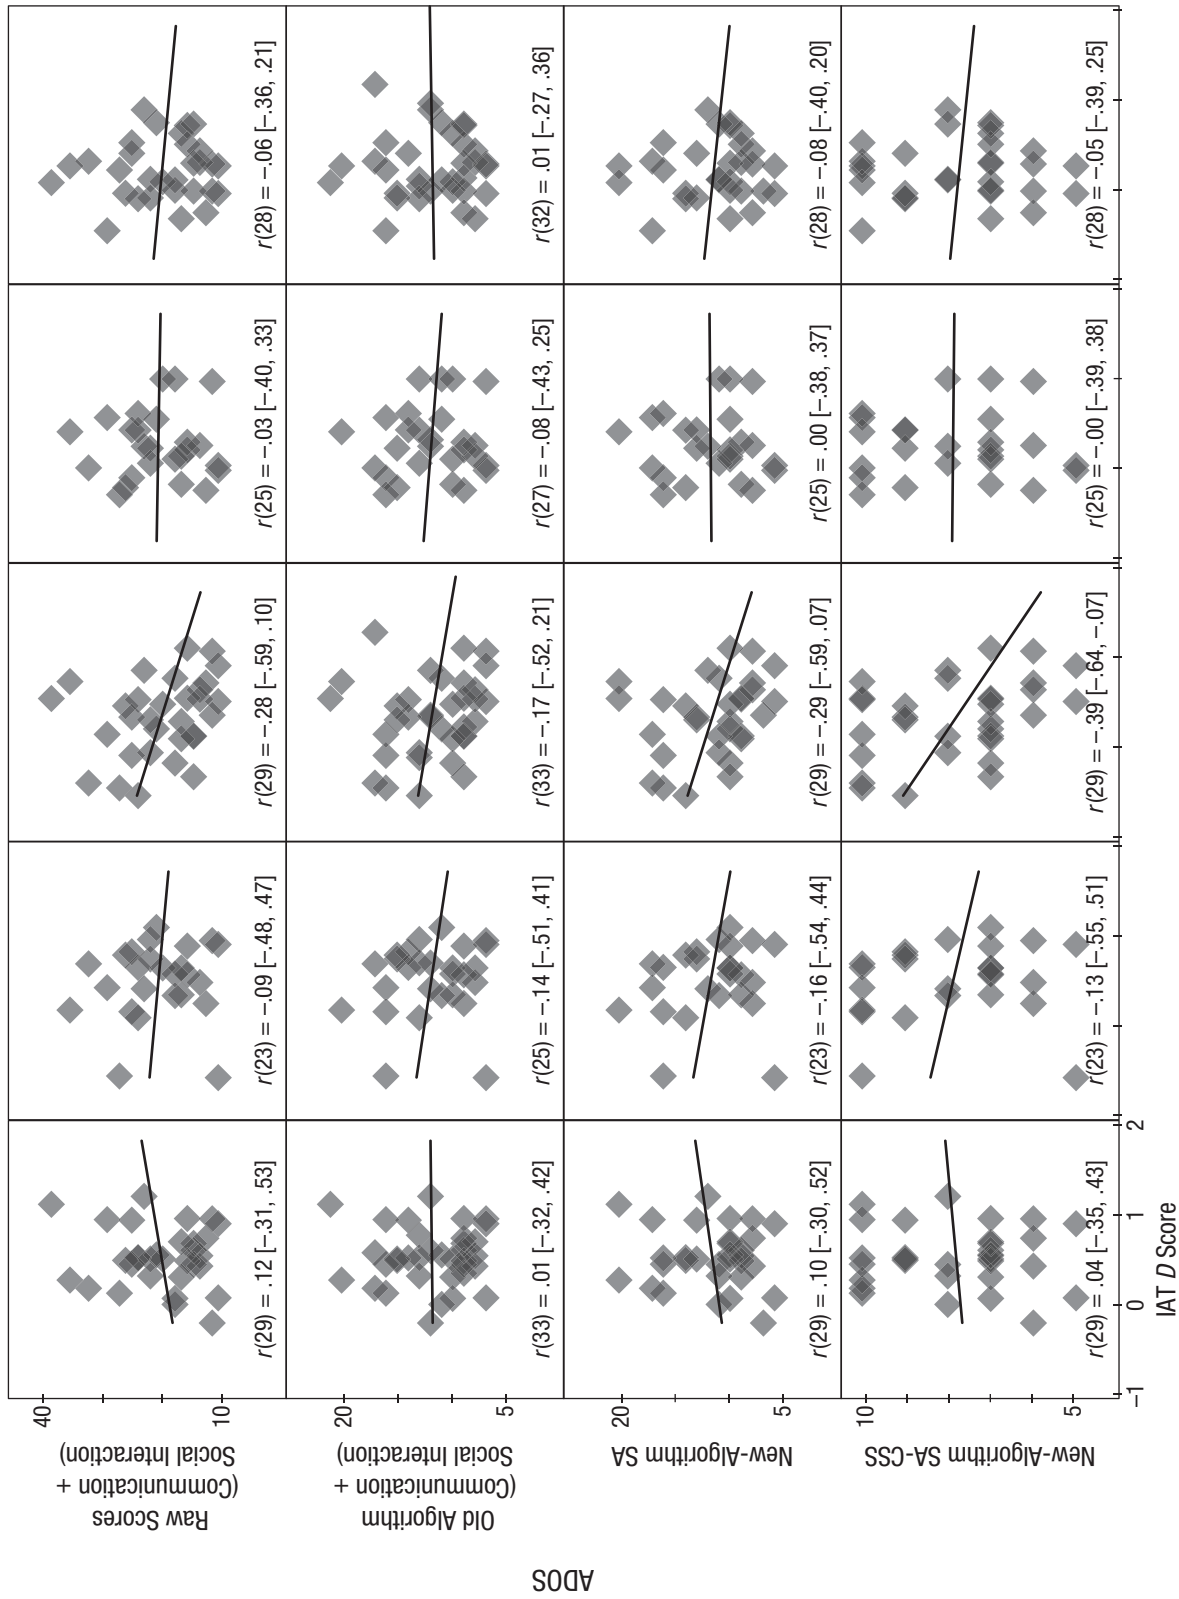 ADOS
Raw Scores
(Communication +
Social Interaction)
40
10
r(29) = .12 [−.31, .53]
r(23) = −.09 [−.48, .47]
r(29) = −.28 [−.59, .10]
r(25) = −.03 [−.40, .33]
r(28) = −.06 [−.36, .21]
Old Algorithm
(Communication +
Social Interaction)
20
5
r(33) = .01 [−.32, .42]
r(25) = −.14 [−.51, .41]
r(33) = −.17 [−.52, .21]
r(27) = −.08 [−.43, .25]
r(32) = .01 [−.27, .36]
New-Algorithm SA
20
5
r(29) = .10 [−.30, .52]
r(23) = −.16 [−.54, .44]
r(29) = −.29 [−.59, .07]
r(25) = .00 [−.38, .37]
r(28) = −.08 [−.40, .20]
New-Algorithm SA-CSS
10
5
r(29) = .04 [−.35, .43]
r(23) = −.13 [−.55, .51]
r(29) = −.39 [−.64, −.07]
r(25) = −.00 [−.39, .38]
r(28) = −.05 [−.39, .25]
−1 0 1 2
IAT D Score